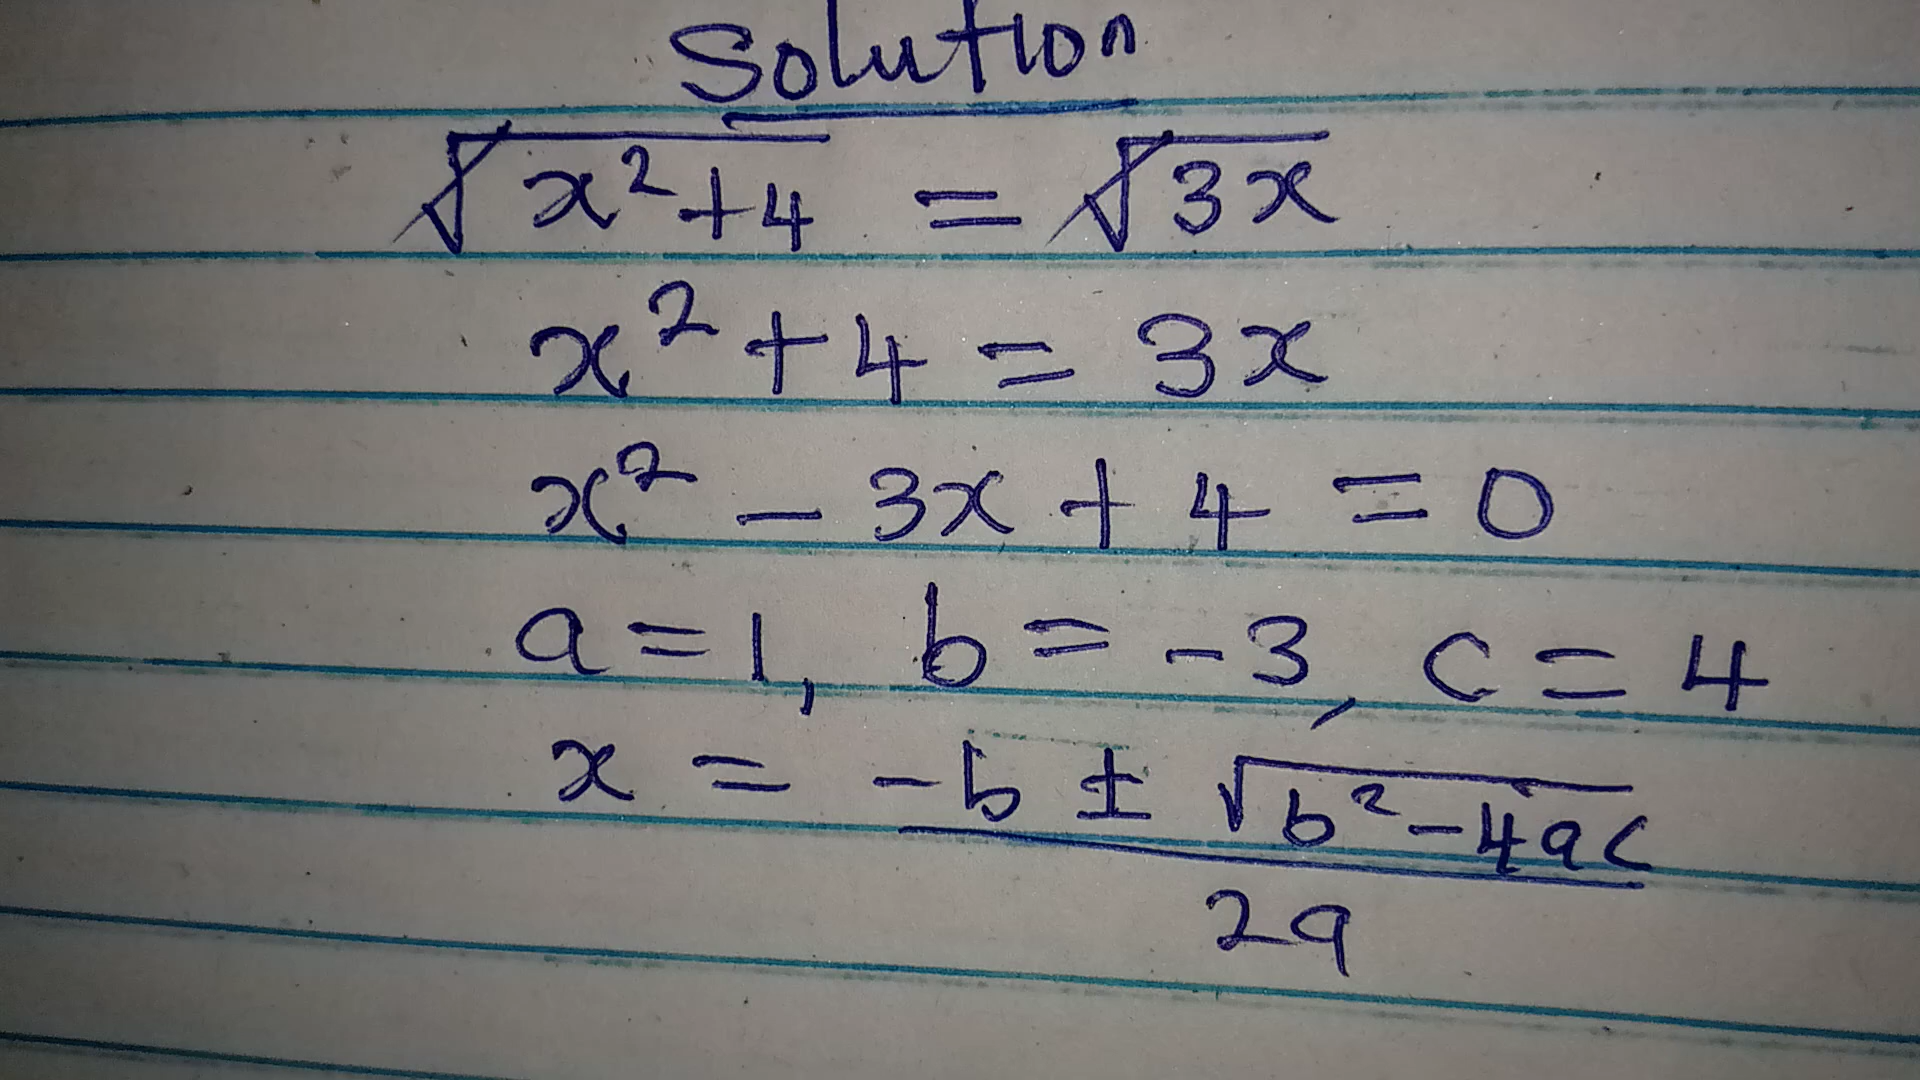 Solution
√(x²+4) = √(3x)
x² + 4 = 3x
x² - 3x + 4 = 0
a = 1, b = -3, c = 4
x = -b ± √(b²-4ac)
2a